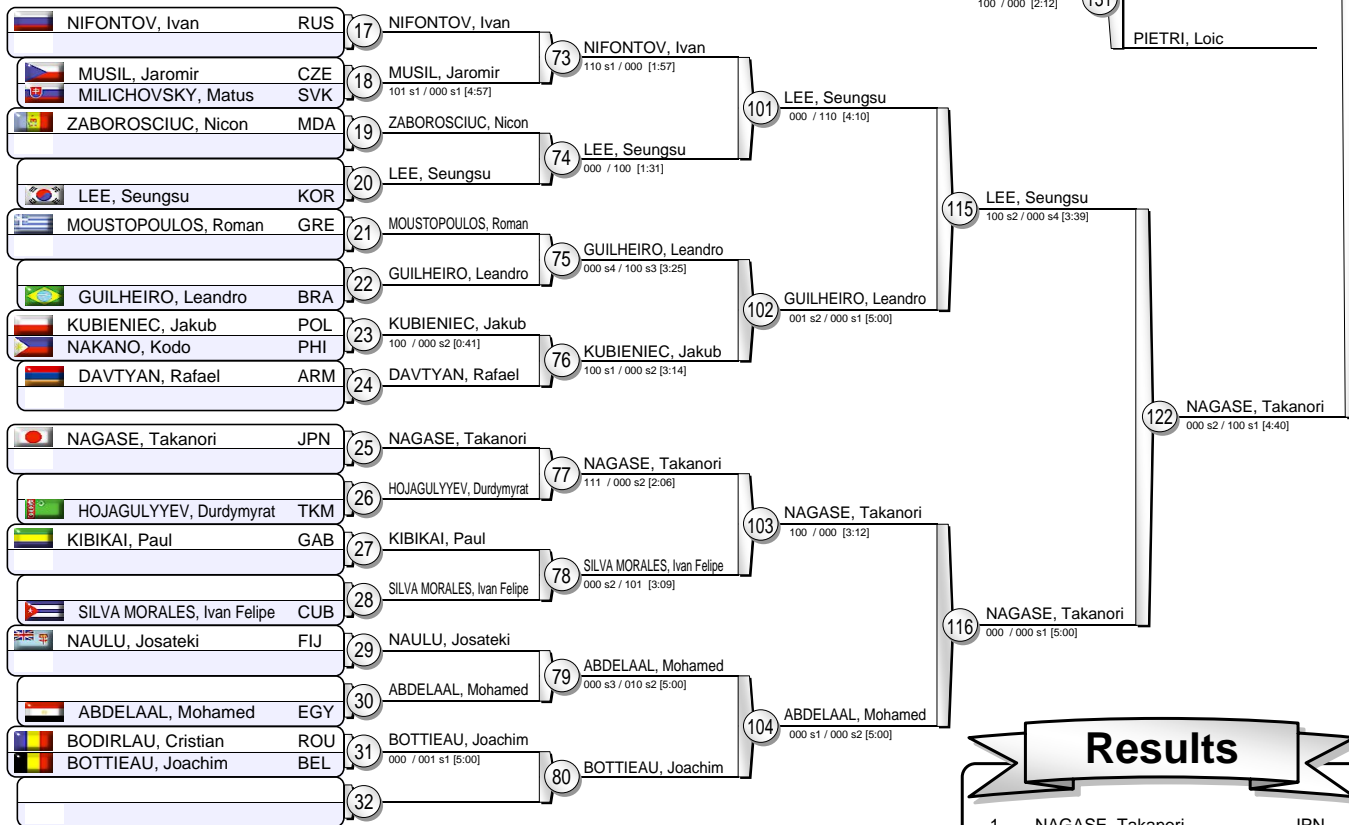 100 / 000 [2:12]
131
PIETRI, Loic
NIFONTOV, Ivan RUS
MUSIL, Jaromir CZE
MILICHOVSKY, Matus SVK
ZABOROSCIUC, Nicon MDA
LEE, Seungsu KOR
MOUSTOPOULOS, Roman GRE
GUILHEIRO, Leandro BRA
KUBIENIEC, Jakub POL
NAKANO, Kodo PHI
DAVTYAN, Rafael ARM
NAGASE, Takanori JPN
HOJAGULYYEV, Durdymyrat TKM
KIBIKAI, Paul GAB
SILVA MORALES, Ivan Felipe CUB
NAULU, Josateki FIJ
ABDELAAL, Mohamed EGY
BODIRLAU, Cristian ROU
BOTTIEAU, Joachim BEL
17 NIFONTOV, Ivan
18 MUSIL, Jaromir
101 s1 / 000 s1 [4:57]
19 ZABOROSCIUC, Nicon
20 LEE, Seungsu
21 MOUSTOPOULOS, Roman
22 GUILHEIRO, Leandro
23 KUBIENIEC, Jakub
100 / 000 s2 [0:41]
24 DAVTYAN, Rafael
25 NAGASE, Takanori
26 HOJAGULYYEV, Durdymyrat
27 KIBIKAI, Paul
28 SILVA MORALES, Ivan Felipe
29 NAULU, Josateki
30 ABDELAAL, Mohamed
31 BOTTIEAU, Joachim
000 / 001 s1 [5:00]
32
73 NIFONTOV, Ivan
110 s1 / 000 [1:57]
74 LEE, Seungsu
000 / 100 [1:31]
75 GUILHEIRO, Leandro
000 s4 / 100 s3 [3:25]
76 KUBIENIEC, Jakub
100 s1 / 000 s2 [3:14]
77 NAGASE, Takanori
111 / 000 s2 [2:06]
78 SILVA MORALES, Ivan Felipe
000 s2 / 101 [3:09]
79 ABDELAAL, Mohamed
000 s3 / 010 s2 [5:00]
80 BOTTIEAU, Joachim
101 LEE, Seungsu
000 / 110 [4:10]
102 GUILHEIRO, Leandro
001 s2 / 000 s1 [5:00]
103 NAGASE, Takanori
100 / 000 [3:12]
104 ABDELAAL, Mohamed
000 s1 / 000 s2 [5:00]
115 LEE, Seungsu
100 s2 / 000 s4 [3:39]
116 NAGASE, Takanori
000 / 000 s1 [5:00]
122 NAGASE, Takanori
000 s2 / 100 s1 [4:40]
Results
1 NAGASE, Takanori JPN